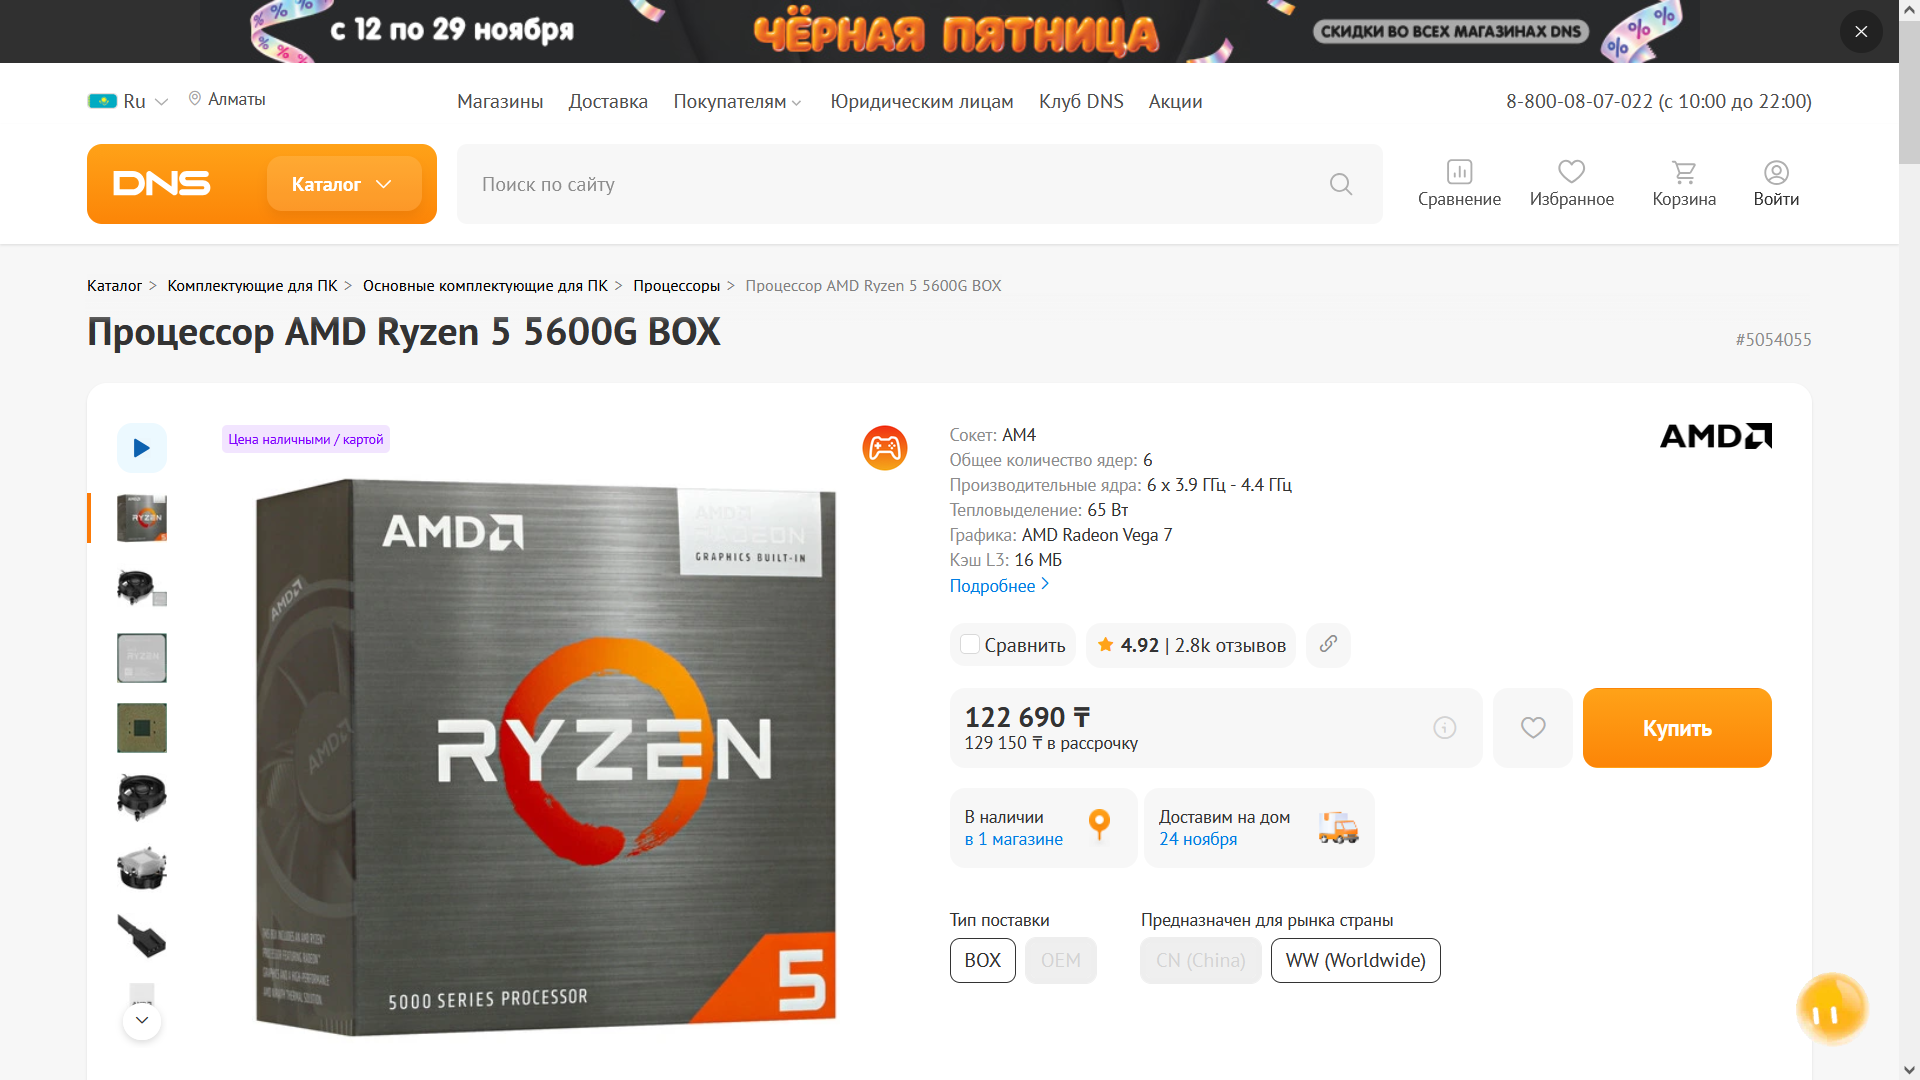 с 12 по 29 ноября
ЧЁРНАЯ ПЯТНИЦА
СКИДКИ ВО ВСЕХ МАГАЗИНАХ DNS
Ru
Алматы
Магазины
Доставка
Покупателям
Юридическим лицам
Клуб DNS
Акции
8-800-08-07-022 (с 10:00 до 22:00)
DNS
Каталог
Поиск по сайту
Сравнение
Избранное
Корзина
Войти
Каталог > Комплектующие для ПК > Основные комплектующие для ПК > Процессоры > Процессор AMD Ryzen 5 5600G BOX
Процессор AMD Ryzen 5 5600G BOX
#5054055
Цена наличными / картой
AMD
AMD
RADEON
GRAPHICS BUILT-IN
AMD
AMD
RYZEN
5000 SERIES PROCESSOR
5
Сокет: AM4
Общее количество ядер: 6
Производительные ядра: 6 x 3.9 ГГц - 4.4 ГГц
Тепловыделение: 65 Вт
Графика: AMD Radeon Vega 7
Кэш L3: 16 МБ
Подробнее
AMD
Сравнить
4.92 | 2.8k отзывов
122 690 ₸
129 150 ₸ в рассрочку
Купить
В наличии
в 1 магазине
Доставим на дом
24 ноября
Тип поставки
BOX
OEM
Предназначен для рынка страны
CN (China)
WW (Worldwide)